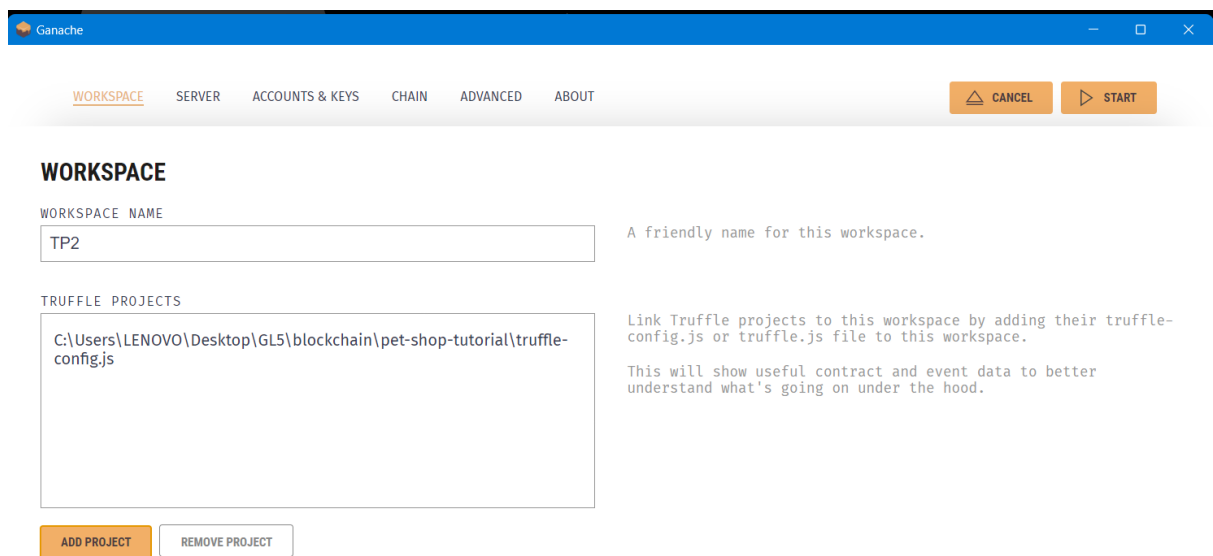 Ganache
WORKSPACE SERVER ACCOUNTS & KEYS CHAIN ADVANCED ABOUT CANCEL START
WORKSPACE
WORKSPACE NAME
TP2
A friendly name for this workspace.
TRUFFLE PROJECTS
C:\Users\LENOVO\Desktop\GL5\blockchain\pet-shop-tutorial\truffle-
config.js
Link Truffle projects to this workspace by adding their truffle-
config.js or truffle.js file to this workspace.
This will show useful contract and event data to better
understand what's going on under the hood.
ADD PROJECT REMOVE PROJECT